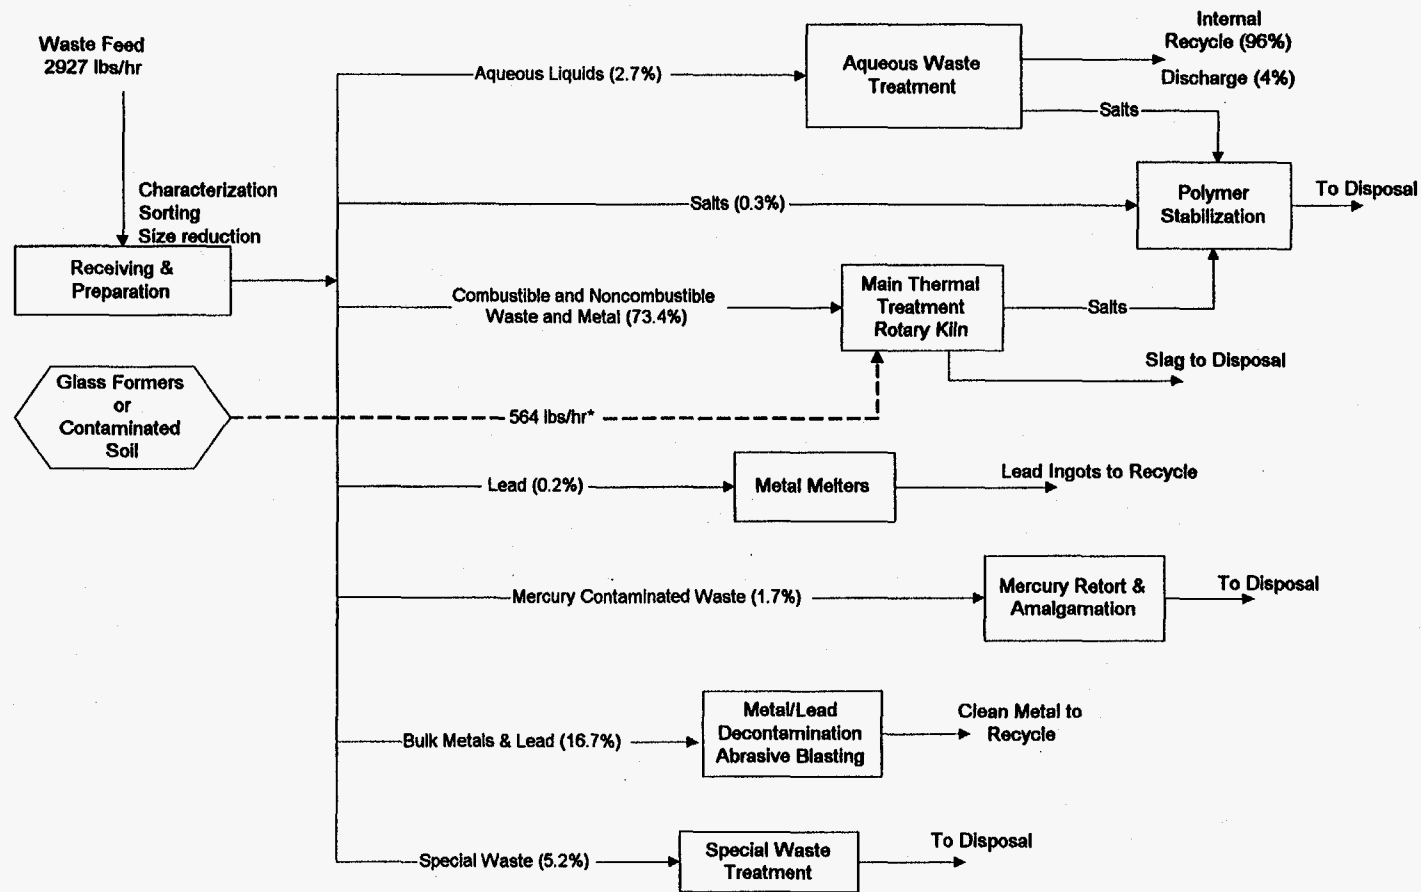 Waste Feed
2927 lbs/hr
Characterization
Sorting
Size reduction
Receiving &
Preparation
Glass Formers
or
Contaminated
Soil
Aqueous Liquids (2.7%)
Aqueous Waste
Treatment
Internal
Recycle (96%)
Discharge (4%)
Salts
Salts (0.3%)
Polymer
Stabilization
To Disposal
Combustible and Noncombustible
Waste and Metal (73.4%)
Main Thermal
Treatment
Rotary Kiln
Salts
Slag to Disposal
564 lbs/hr*
Lead (0.2%)
Metal Melters
Lead Ingots to Recycle
Mercury Contaminated Waste (1.7%)
Mercury Retort &
Amalgamation
To Disposal
Bulk Metals & Lead (16.7%)
Metal/Lead
Decontamination
Abrasive Blasting
Clean Metal to
Recycle
Special Waste (5.2%)
Special Waste
Treatment
To Disposal